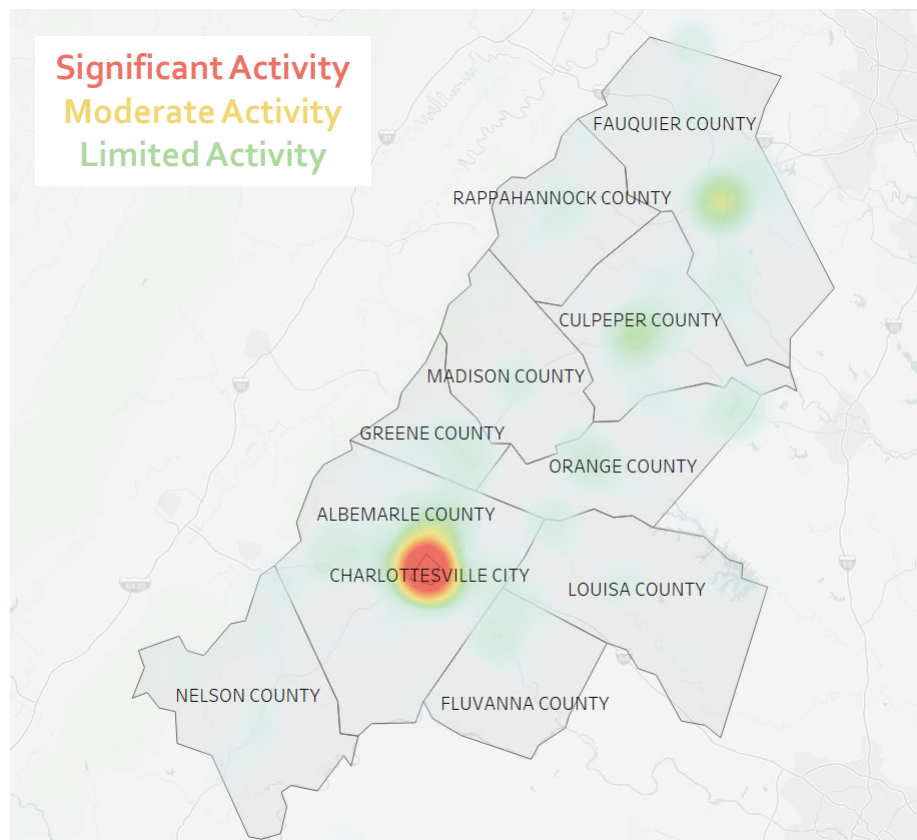 Significant Activity
Moderate Activity
Limited Activity
FAUQUIER COUNTY
RAPPAHANNOCK COUNTY
CULPEPER COUNTY
MADISON COUNTY
GREENE COUNTY
ORANGE COUNTY
ALBEMARLE COUNTY
CHARLOTTESVILLE CITY
LOUISA COUNTY
NELSON COUNTY
FLUVANNA COUNTY